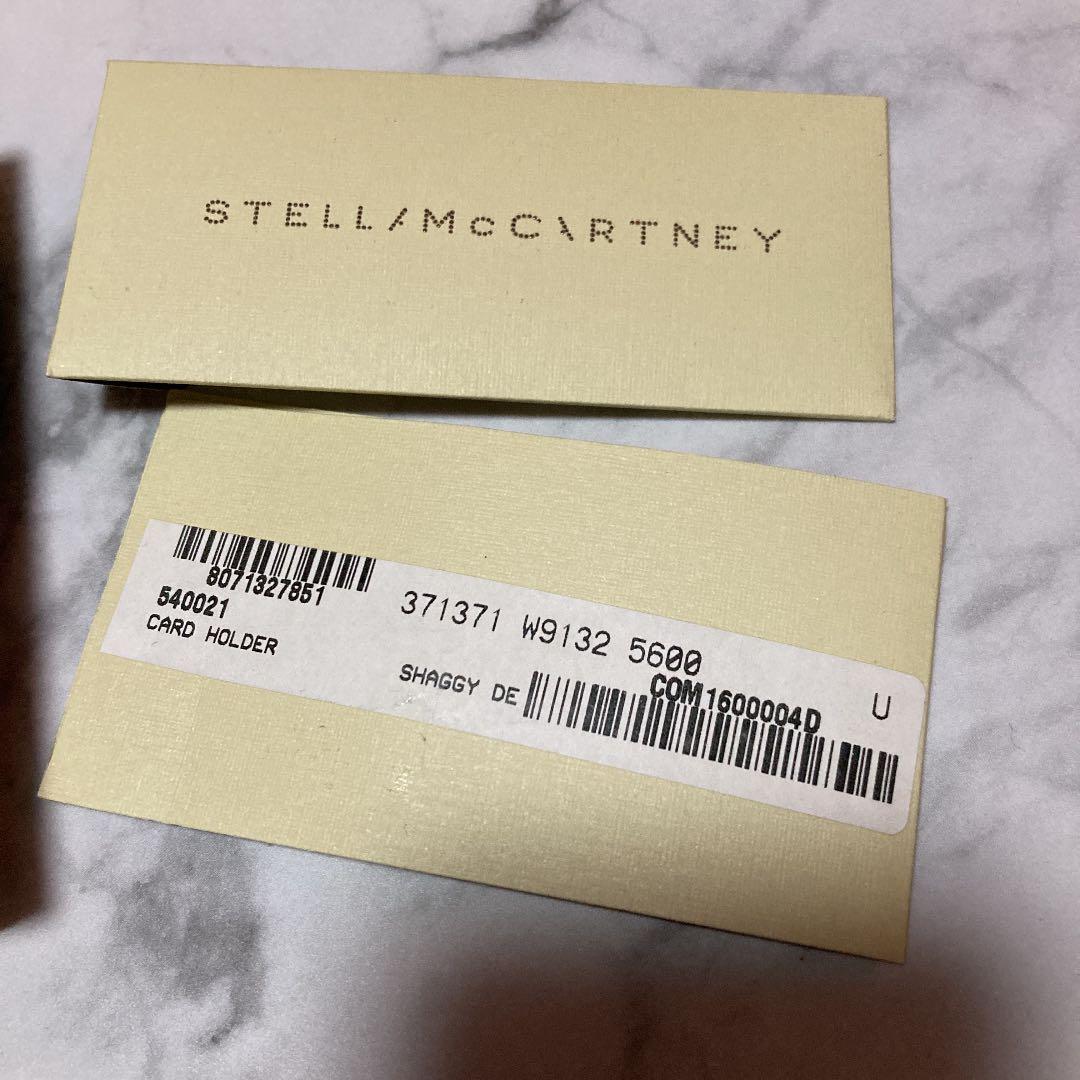 STELLA McCARTNEY
8071327851
540021
CARD HOLDER
371371 W9132 5600
SHAGGY DE
COM1600004D
U